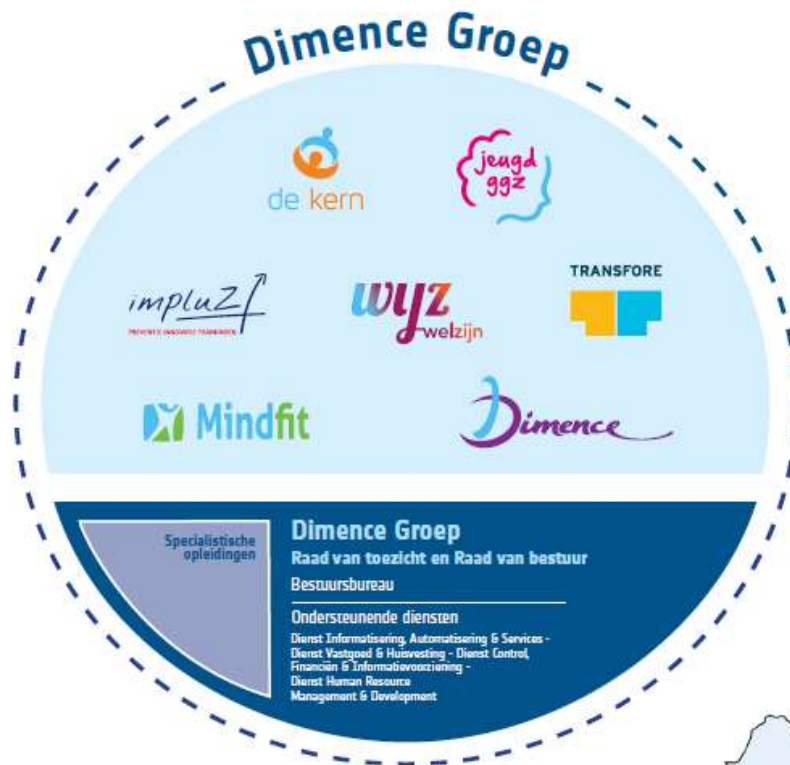 Dimence Groep
de kern
jeugd
ggz
impluZ
PREVENTIE INNOVATIE TRAININGEN
wyz
welzijn
TRANSFORE
Mindfit
Dimence
Specialistische
opleidingen
Dimence Groep
Raad van toezicht en Raad van bestuur
Bestuursbureau
Ondersteunende diensten
Dienst Informatisering, Automatisering & Services -
Dienst Vastgoed & Huisvesting - Dienst Control,
Financiën & Informatievoorziening -
Dienst Human Resource
Management & Development